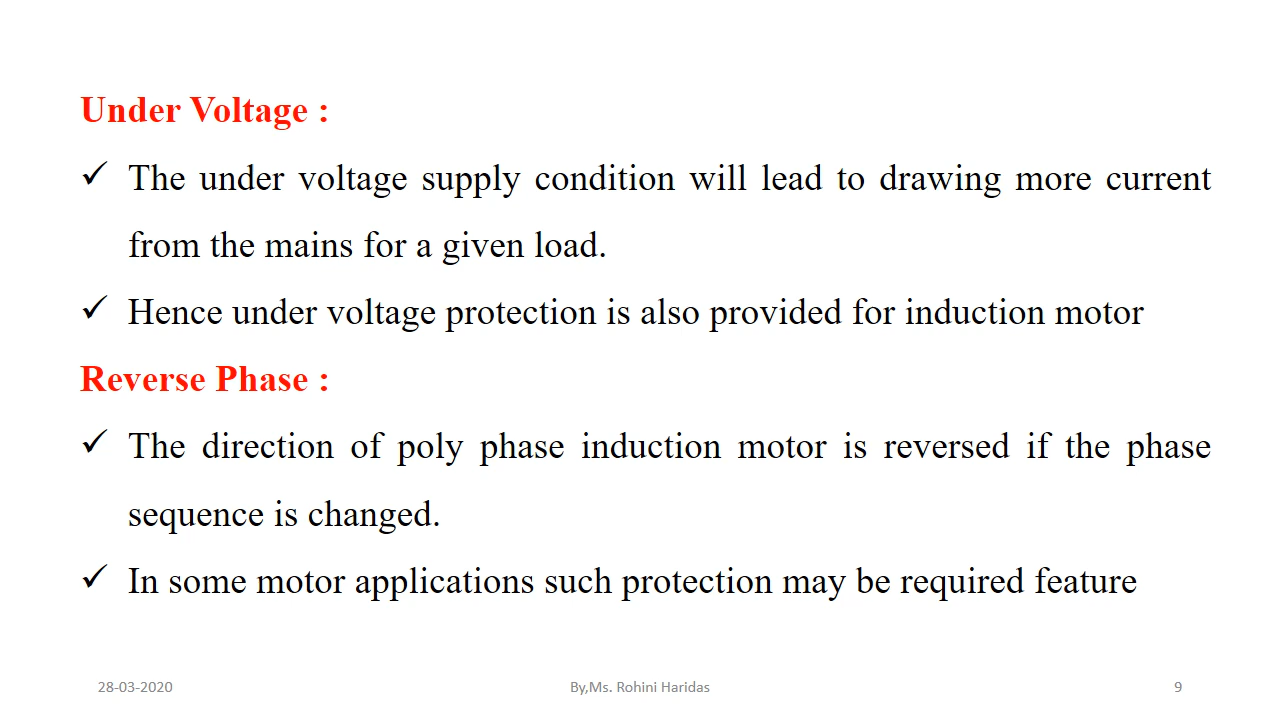 Under Voltage :
✓ The under voltage supply condition will lead to drawing more current
from the mains for a given load.
✓ Hence under voltage protection is also provided for induction motor
Reverse Phase :
✓ The direction of poly phase induction motor is reversed if the phase
sequence is changed.
✓ In some motor applications such protection may be required feature
28-03-2020 By,Ms. Rohini Haridas 9